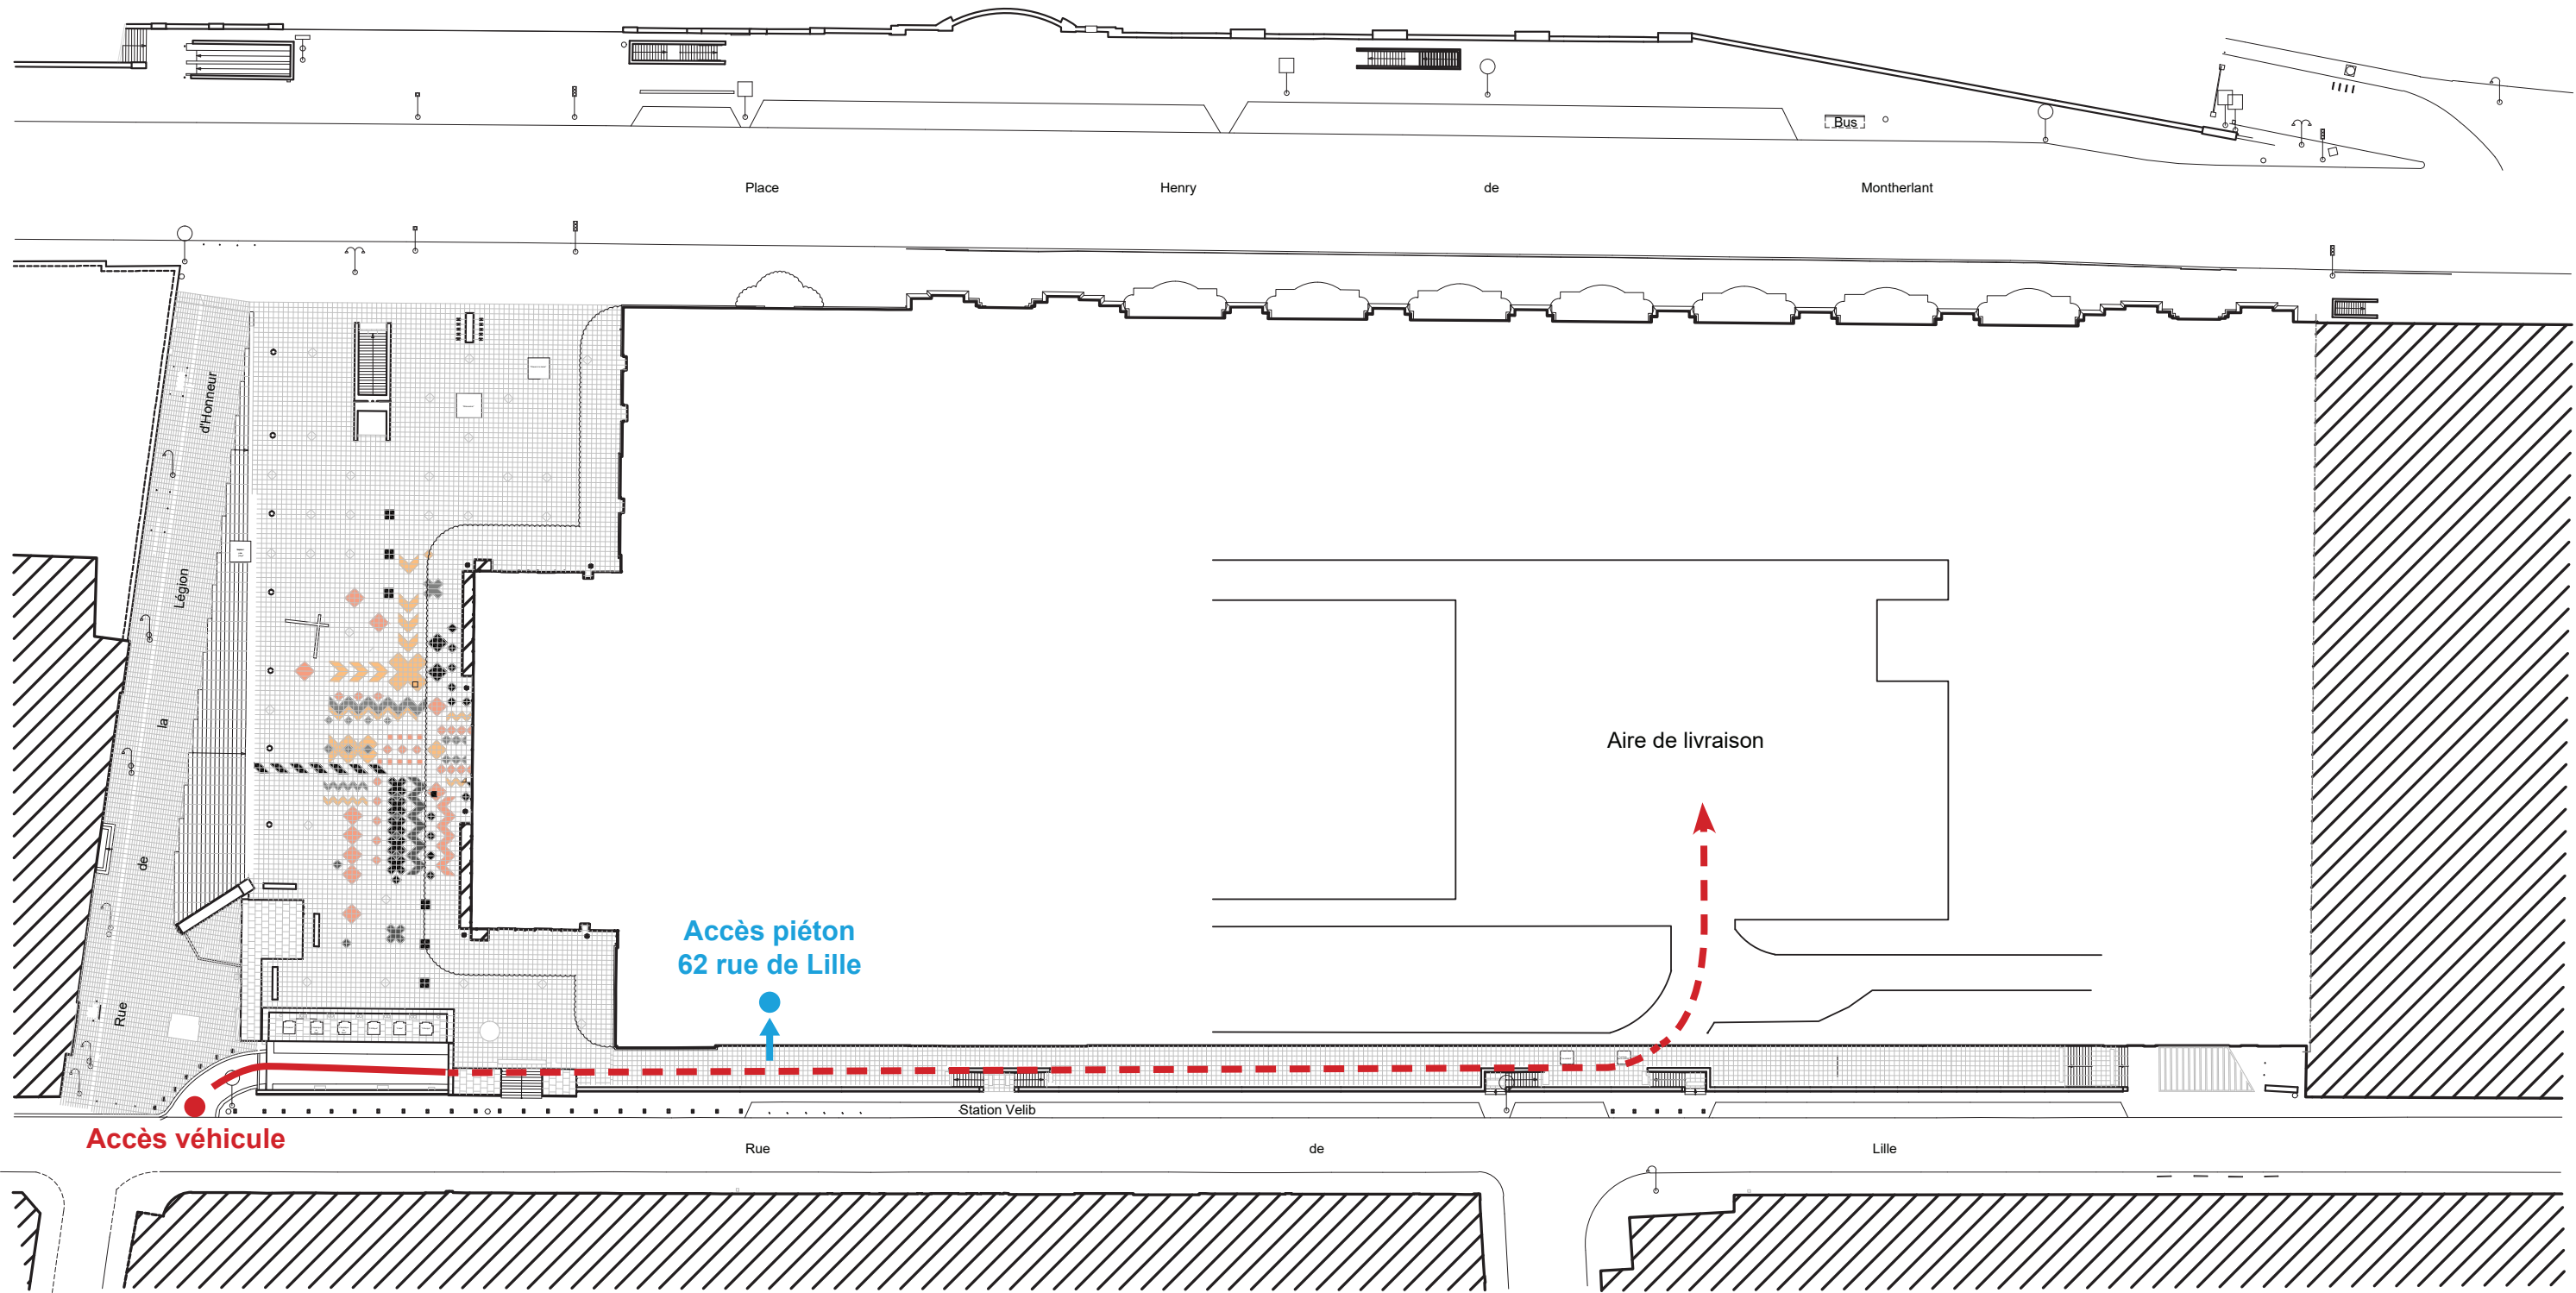 Bus
Place Henry de Montherlant
Rue de la Légion d'Honneur
Aire de livraison
Accès piéton
62 rue de Lille
Station Velib
Accès véhicule
Rue de Lille